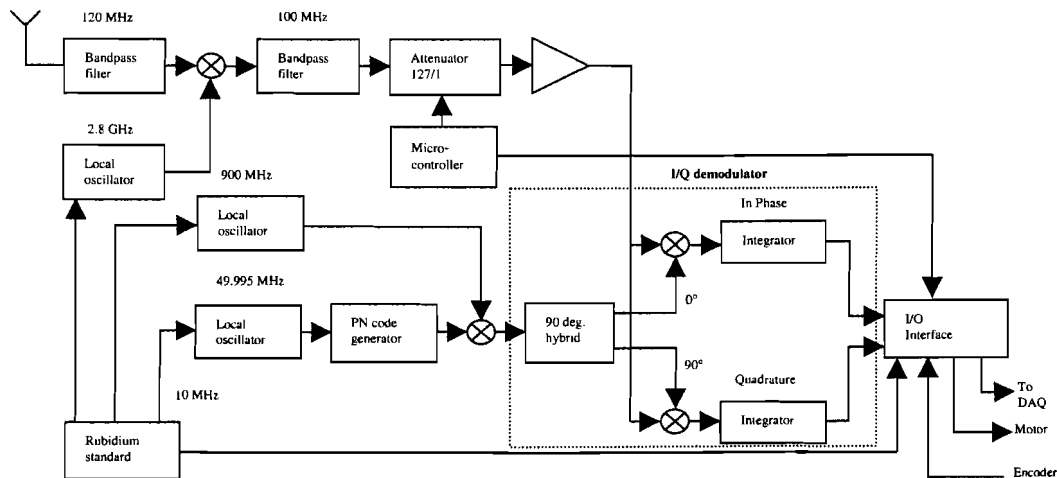 120 MHz
100 MHz
Bandpass
filter
Bandpass
filter
Attenuator
127/1
2.8 GHz
Local
oscillator
Micro-
controller
900 MHz
I/Q demodulator
Local
oscillator
In Phase
Integrator
49.995 MHz
0°
Local
oscillator
PN code
generator
90 deg.
hybrid
I/O
Interface
90°
Quadrature
10 MHz
Integrator
To
DAQ
Rubidium
standard
Motor
Encoder